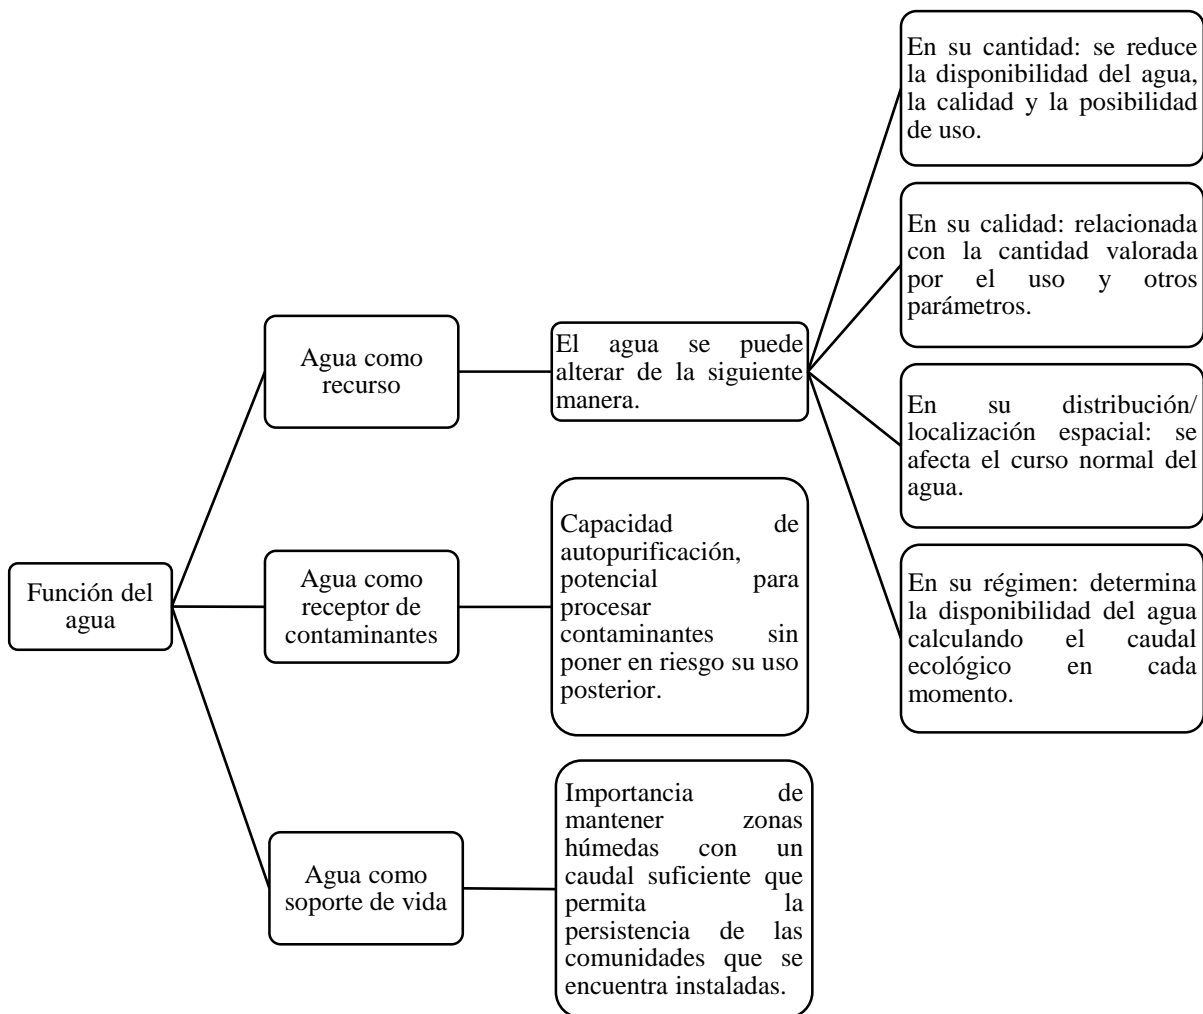 Función del
agua
Agua como
recurso
El agua se puede
alterar de la siguiente
manera.
En su cantidad: se reduce
la disponibilidad del agua,
la calidad y la posibilidad
de uso.
En su calidad: relacionada
con la cantidad valorada
por el uso y otros
parámetros.
En su distribución/
localización espacial: se
afecta el curso normal del
agua.
En su régimen: determina
la disponibilidad del agua
calculando el caudal
ecológico en cada
momento.
Agua como
receptor de
contaminantes
Capacidad de
autopurificación,
potencial para
procesar
contaminantes sin
poner en riesgo su uso
posterior.
Agua como
soporte de vida
Importancia de
mantener zonas
húmedas con un
caudal suficiente que
permita la
persistencia de las
comunidades que se
encuentra instaladas.